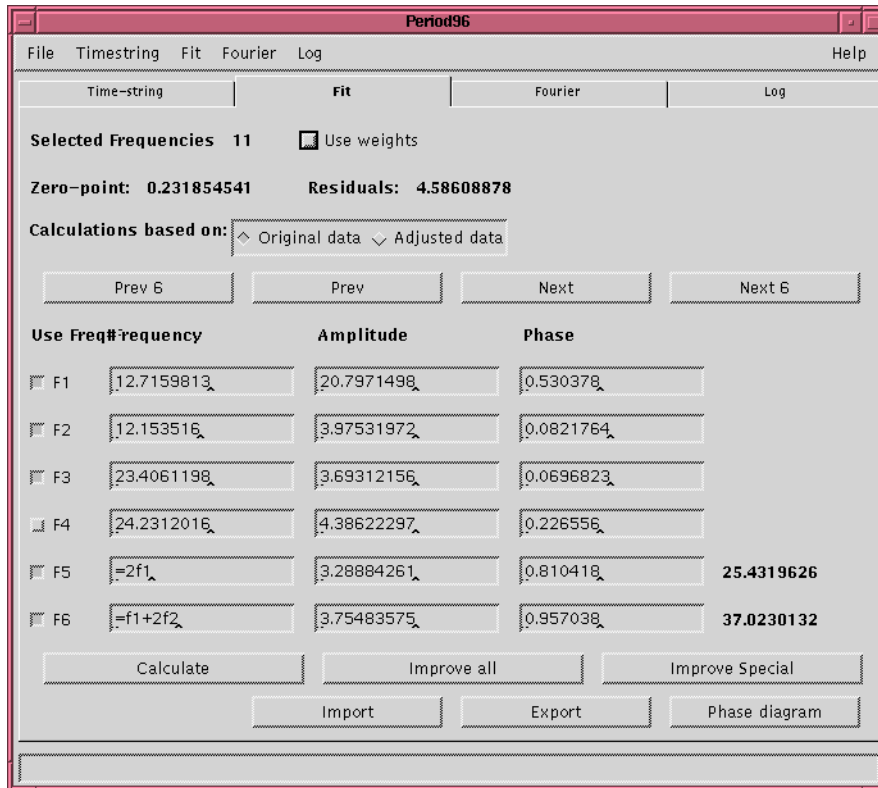 Period96
File Timestring Fit Fourier Log Help
Time-string Fit Fourier Log
Selected Frequencies 11 Use weights
Zero-point: 0.231854541 Residuals: 4.58608878
Calculations based on: Original data Adjusted data
Prev 6 Prev Next Next 6
Use Freq# Frequency Amplitude Phase
F1 12.7159813 20.7971498 0.530378
F2 12.153516 3.97531972 0.0821764
F3 23.4061198 3.69312156 0.0696823
F4 24.2312016 4.38622297 0.226556
F5 =2f1 3.28884261 0.810418 25.4319626
F6 =f1+2f2 3.75483575 0.957038 37.0230132
Calculate Improve all Improve Special
Import Export Phase diagram